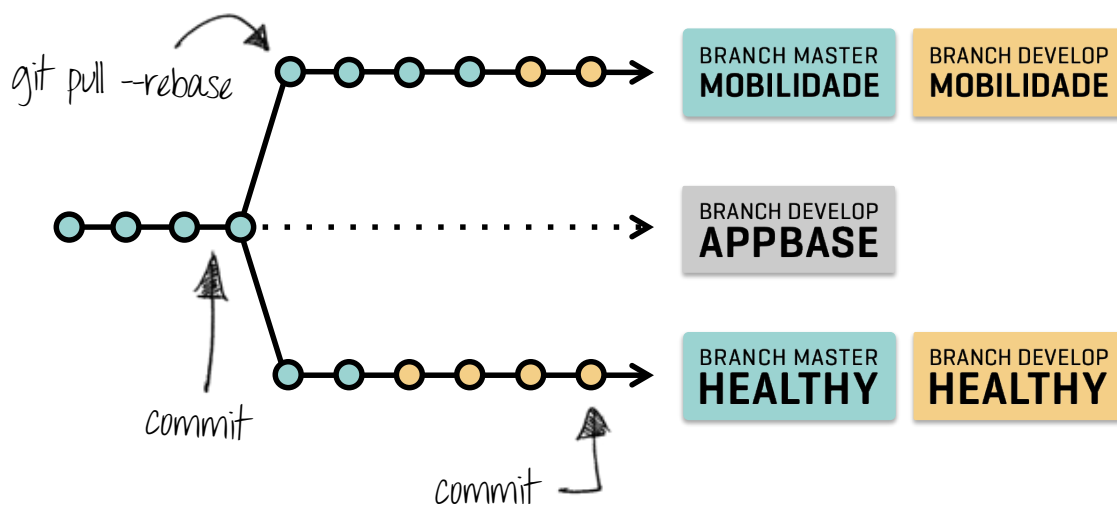 git pull --rebase
BRANCH MASTER
MOBILIDADE
BRANCH DEVELOP
MOBILIDADE
BRANCH DEVELOP
APPBASE
BRANCH MASTER
HEALTHY
BRANCH DEVELOP
HEALTHY
commit
commit